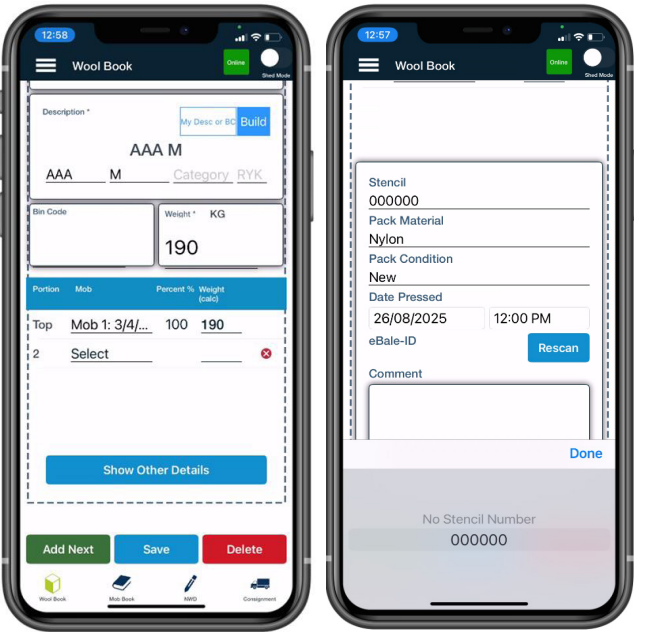 12:58
Wool Book
Online
Shed Mode
Description *
My Desc or BC Build
AAA M
AAA M Category RYK
Bin Code
Weight * KG
190
Portion Mob Percent % Weight (calc)
Top Mob 1: 3/4/... 100 190
2 Select
Show Other Details
Add Next Save Delete
Wool Book Mob Book NWD Consignment
12:57
Wool Book
Online
Shed Mode
Stencil
000000
Pack Material
Nylon
Pack Condition
New
Date Pressed
26/08/2025 12:00 PM
eBale-ID
Rescan
Comment
Done
No Stencil Number
000000